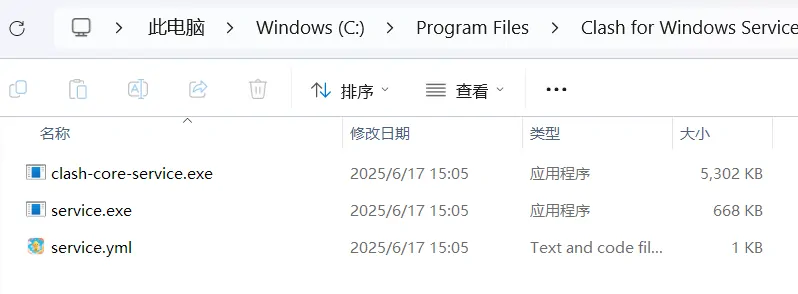 此电脑 > Windows (C:) > Program Files > Clash for Windows Service
排序 查看 ...
名称 修改日期 类型 大小
clash-core-service.exe 2025/6/17 15:05 应用程序 5,302 KB
service.exe 2025/6/17 15:05 应用程序 668 KB
service.yml 2025/6/17 15:05 Text and code fil... 1 KB